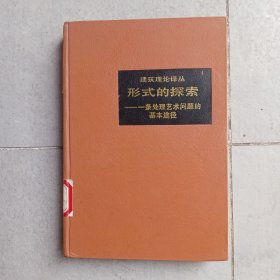 建筑理论译丛
形式的探索
——一条处理艺术问题的
基本途径